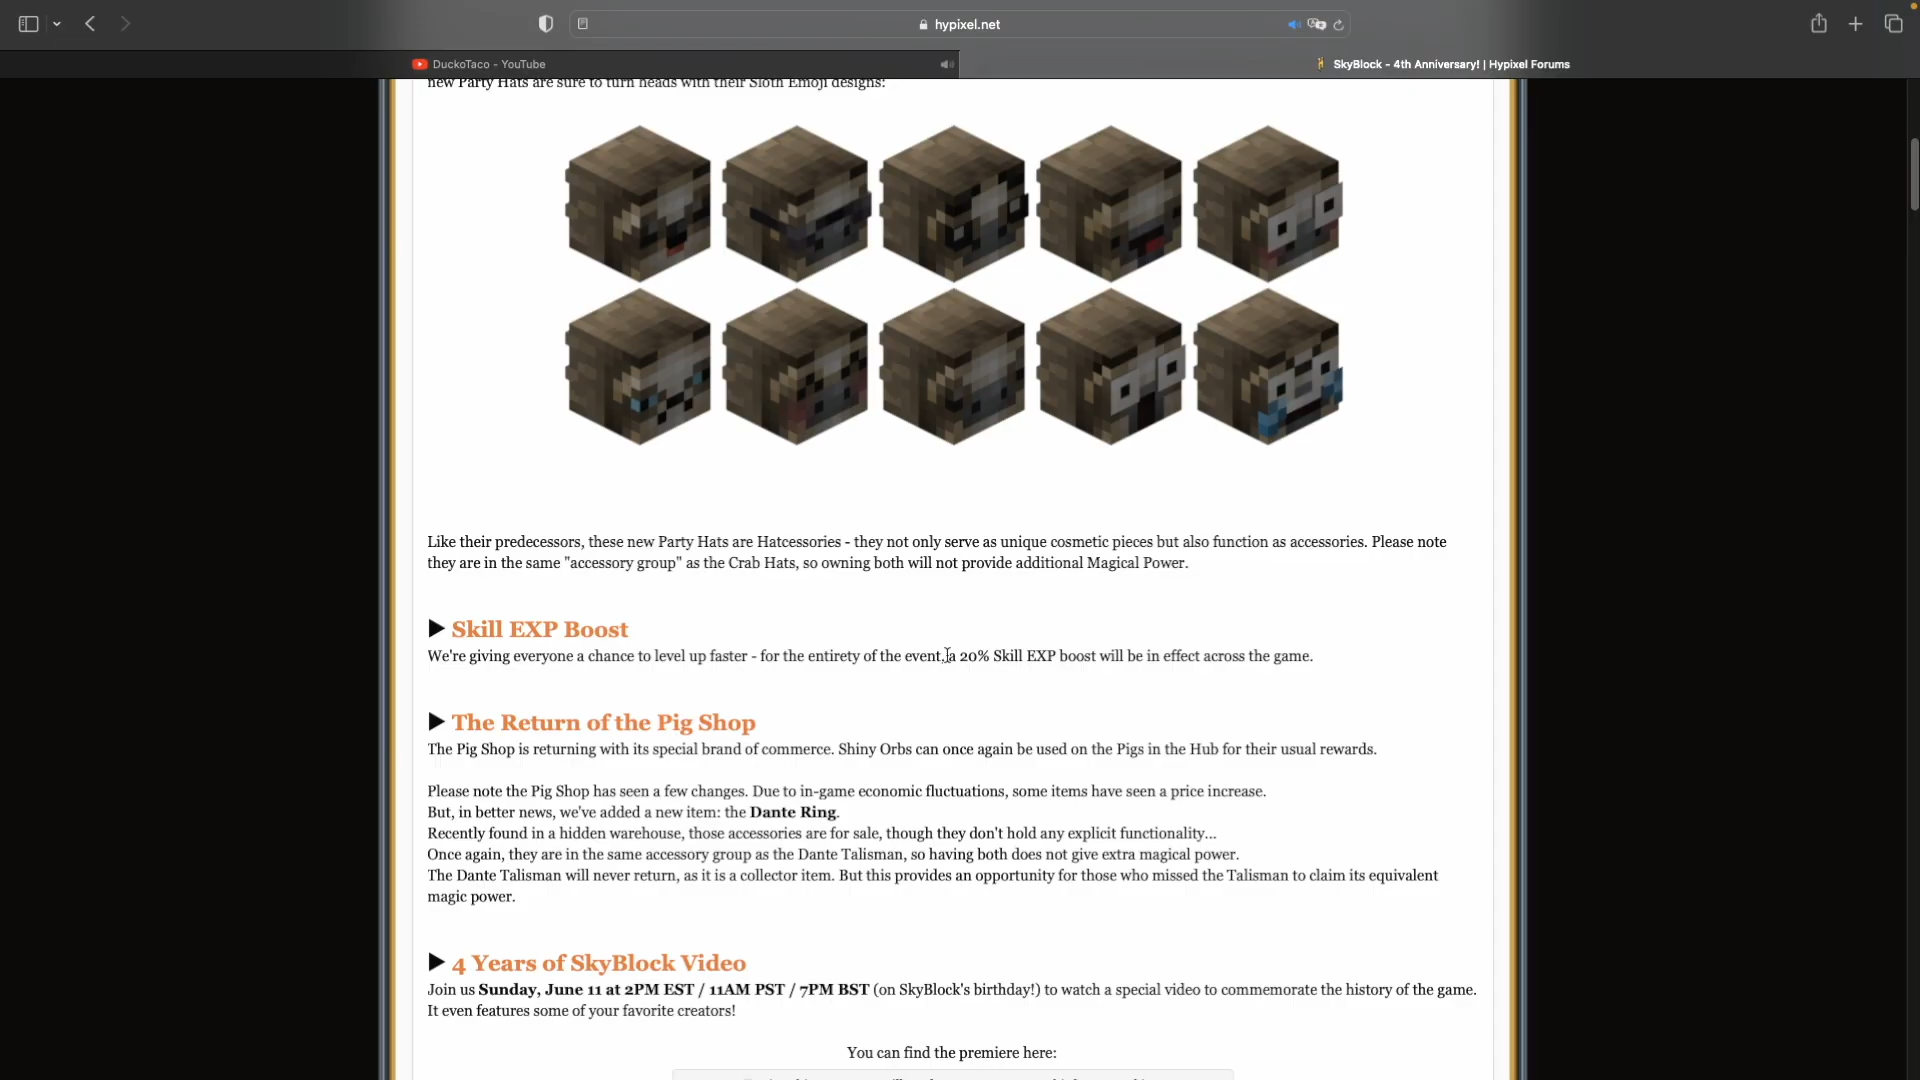 hypixel.net
DuckoTaco - YouTube
SkyBlock - 4th Anniversary! | Hypixel Forums
new Party Hats are sure to turn heads with their Sloth Emoji designs:
Like their predecessors, these new Party Hats are Hatcessories - they not only serve as unique cosmetic pieces but also function as accessories. Please note
they are in the same "accessory group" as the Crab Hats, so owning both will not provide additional Magical Power.
▶ Skill EXP Boost
We're giving everyone a chance to level up faster - for the entirety of the event, a 20% Skill EXP boost will be in effect across the game.
▶ The Return of the Pig Shop
The Pig Shop is returning with its special brand of commerce. Shiny Orbs can once again be used on the Pigs in the Hub for their usual rewards.
Please note the Pig Shop has seen a few changes. Due to in-game economic fluctuations, some items have seen a price increase.
But, in better news, we've added a new item: the Dante Ring.
Recently found in a hidden warehouse, those accessories are for sale, though they don't hold any explicit functionality...
Once again, they are in the same accessory group as the Dante Talisman, so having both does not give extra magical power.
The Dante Talisman will never return, as it is a collector item. But this provides an opportunity for those who missed the Talisman to claim its equivalent
magic power.
▶ 4 Years of SkyBlock Video
Join us Sunday, June 11 at 2PM EST / 11AM PST / 7PM BST (on SkyBlock's birthday!) to watch a special video to commemorate the history of the game.
It even features some of your favorite creators!
You can find the premiere here: